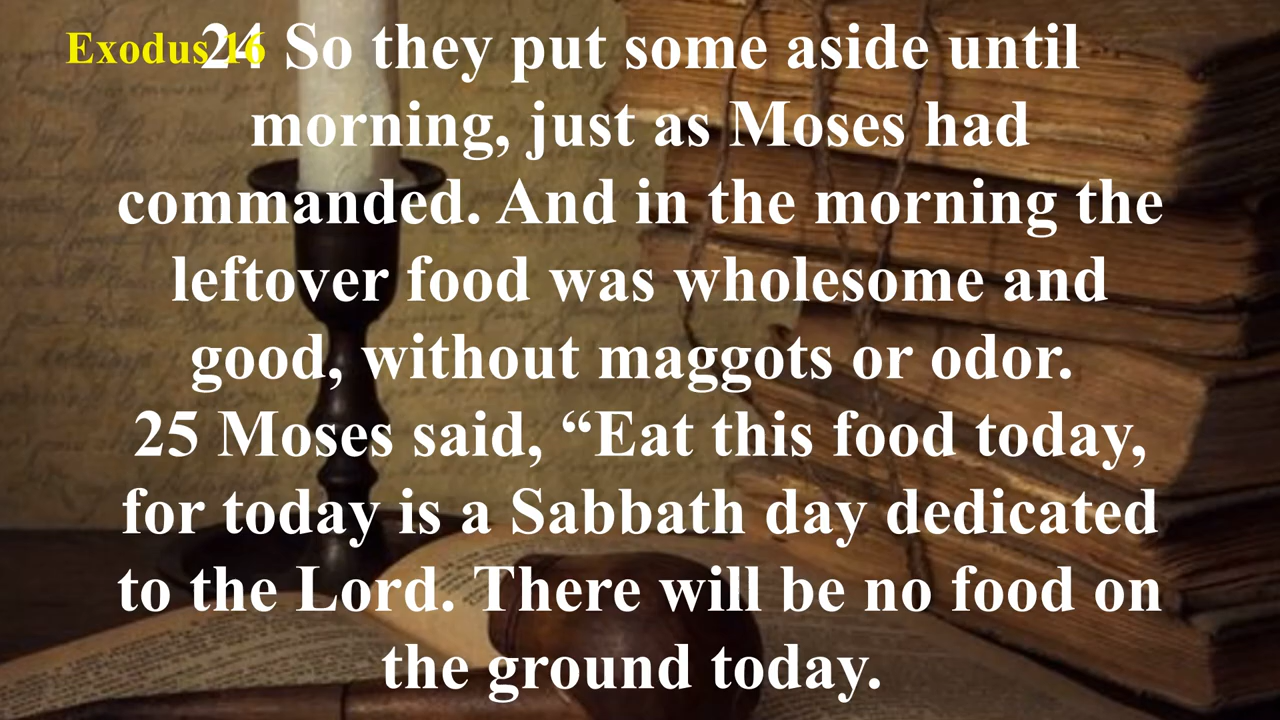 Exodus 16
24 So they put some aside until
morning, just as Moses had
commanded. And in the morning the
leftover food was wholesome and
good, without maggots or odor.
25 Moses said, “Eat this food today,
for today is a Sabbath day dedicated
to the Lord. There will be no food on
the ground today.